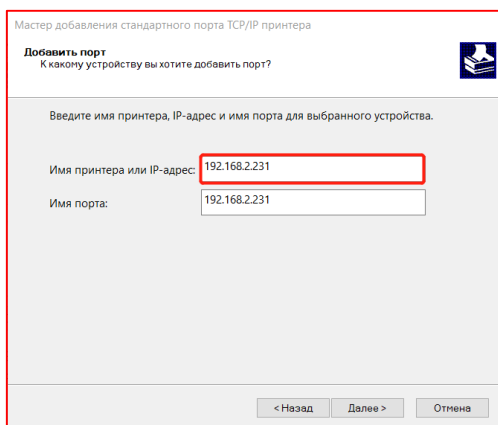 Мастер добавления стандартного порта TCP/IP принтера
Добавить порт
К какому устройству вы хотите добавить порт?
Введите имя принтера, IP-адрес и имя порта для выбранного устройства.
Имя принтера или IP-адрес: 192.168.2.231
Имя порта: 192.168.2.231
< Назад Далее > Отмена